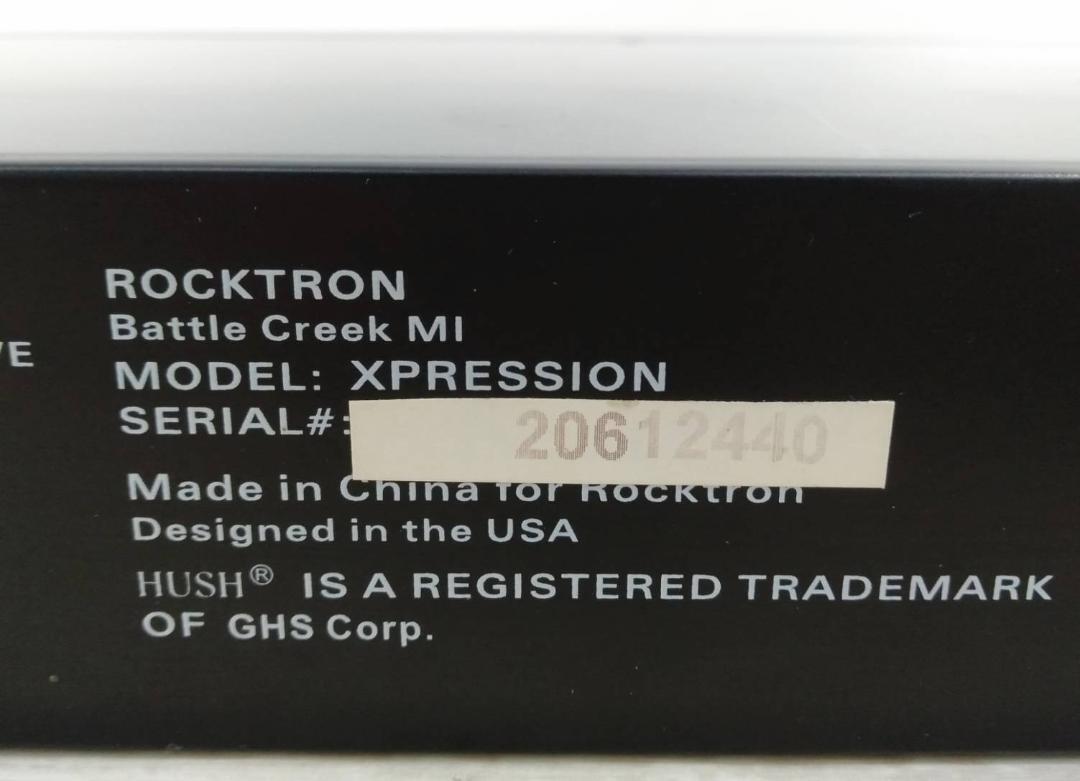 ROCKTRON
Battle Creek MI
VE
MODEL: XPRESSION
SERIAL#: 20612440
Made in China for Rocktron
Designed in the USA
HUSH® IS A REGISTERED TRADEMARK
OF GHS Corp.